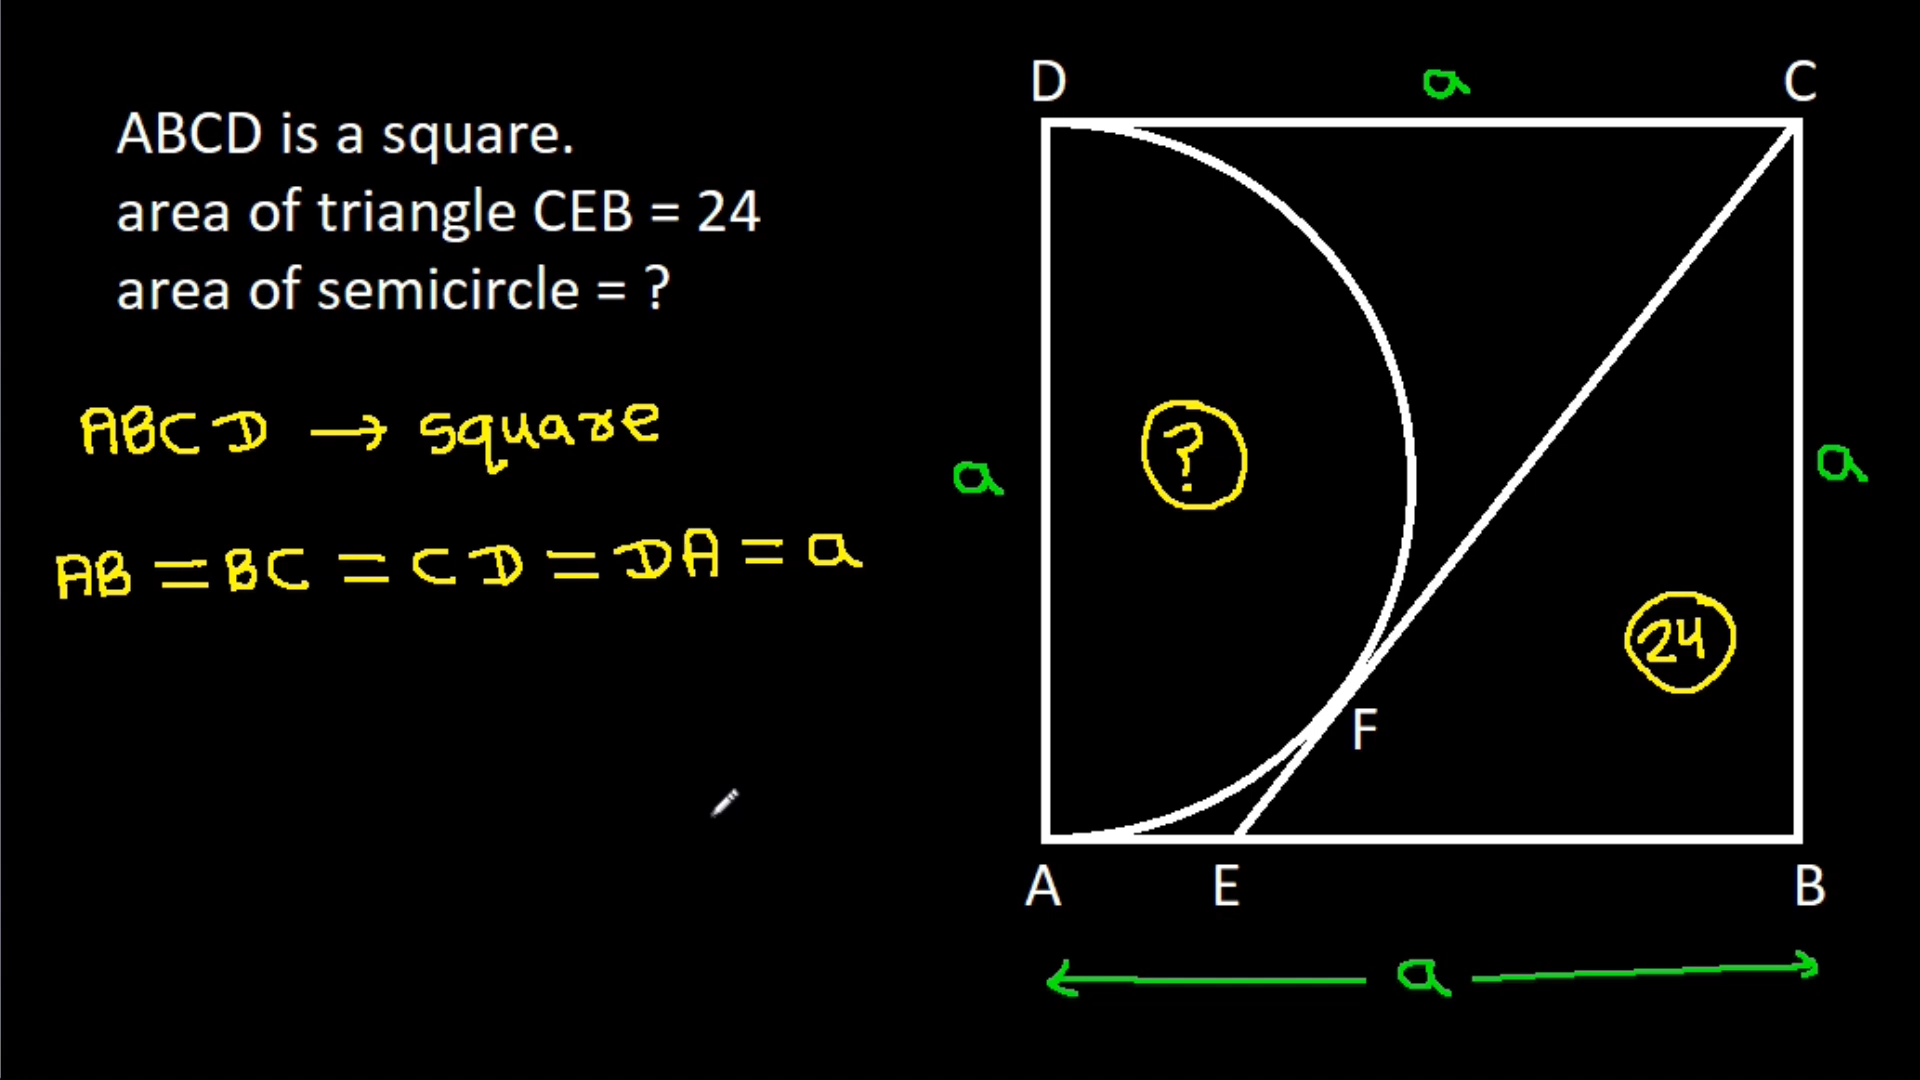 ABCD is a square.
area of triangle CEB = 24
area of semicircle = ?
ABCD → square
AB = BC = CD = DA = a
D
a
C
a
?
a
24
F
A
E
B
a